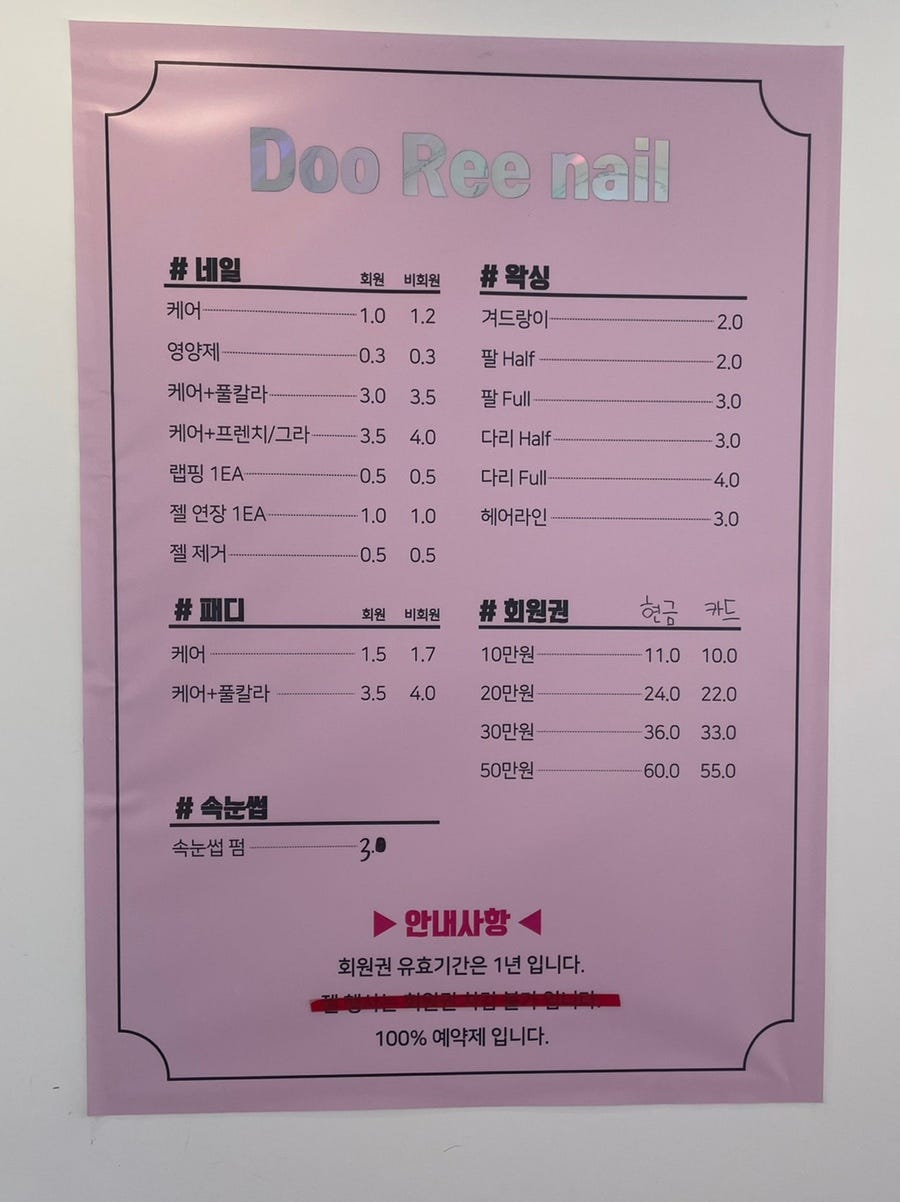 Doo Ree nail
# 네일 회원 비회원
케어 1.0 1.2
영양제 0.3 0.3
케어+풀칼라 3.0 3.5
케어+프렌치/그라 3.5 4.0
랩핑 1EA 0.5 0.5
젤 연장 1EA 1.0 1.0
젤 제거 0.5 0.5
# 패디 회원 비회원
케어 1.5 1.7
케어+풀칼라 3.5 4.0
# 속눈썹
속눈썹 펌 3.0
# 왁싱
겨드랑이 2.0
팔 Half 2.0
팔 Full 3.0
다리 Half 3.0
다리 Full 4.0
헤어라인 3.0
# 회원권 현금 카드
10만원 11.0 10.0
20만원 24.0 22.0
30만원 36.0 33.0
50만원 60.0 55.0
▶ 안내사항 ◀
회원권 유효기간은 1년 입니다.
젤 회원권 불가 입니다.
100% 예약제 입니다.